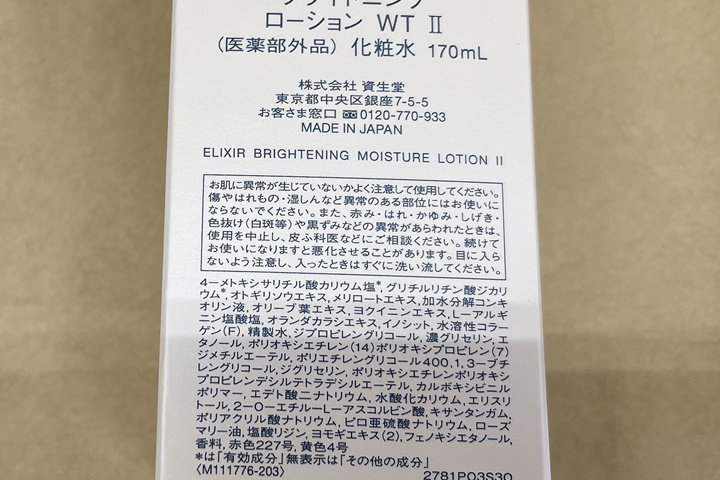 ブライトニング
ローション WT Ⅱ
(医薬部外品) 化粧水 170mL
株式会社 資生堂
東京都中央区銀座7-5-5
お客さま窓口 0120-770-933
MADE IN JAPAN
ELIXIR BRIGHTENING MOISTURE LOTION Ⅱ
お肌に異常が生じていないかよく注意して使用してください。
傷やはれもの・湿しんなど異常のある部位にはお使いに
ならないでください。また、赤み・はれ・かゆみ・しげき・
色抜け(白斑等)や黒ずみなどの異常があらわれたときは、
使用を中止し、皮ふ科医などにご相談ください。続けて
お使いになりますと悪化させることがあります。目に入ら
ないよう注意し、入ったときはすぐに洗い流してください。
4-メトキシサリチル酸カリウム塩*, グリチルリチン酸ジカリ
ウム*, オトギリソウエキス, メリロートエキス, 加水分解コンキ
オリン液, オリーブ葉エキス, ヨクイニンエキス, L-アルギ
ニン塩酸塩, オランダカラシエキス, イノシット, 水溶性コラー
ゲン(F), 精製水, ジプロピレングリコール, 濃グリセリン, エ
タノール, ポリオキシエチレン(14)ポリオキシプロピレン(7)
ジメチルエーテル, ポリエチレングリコール400, 1, 3-ブチ
レングリコール, ジグリセリン, ポリオキシエチレンポリオキシ
プロピレンデシルテトラデシルエーテル, カルボキシビニル
ポリマー, エデト酸二ナトリウム, 水酸化カリウム, エリスリ
トール, 2-O-エチル-L-アスコルビン酸, キサンタンガム,
ポリアクリル酸ナトリウム, ピロ亜硫酸ナトリウム, ローズ
マリー油, 塩酸リジン, ヨモギエキス(2), フェノキシエタノール,
香料, 赤色227号, 黄色4号
*は「有効成分」無表示は「その他の成分」
〈M111776-203〉 2781P03S30